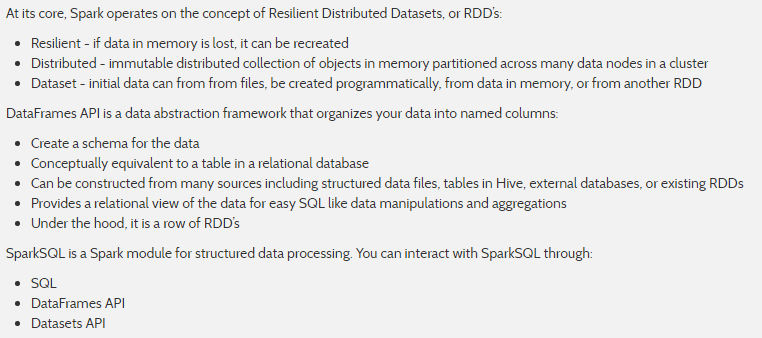 At its core, Spark operates on the concept of Resilient Distributed Datasets, or RDD's:
• Resilient - if data in memory is lost, it can be recreated
• Distributed - immutable distributed collection of objects in memory partitioned across many data nodes in a cluster
• Dataset - initial data can from from files, be created programmatically, from data in memory, or from another RDD
DataFrames API is a data abstraction framework that organizes your data into named columns:
• Create a schema for the data
• Conceptually equivalent to a table in a relational database
• Can be constructed from many sources including structured data files, tables in Hive, external databases, or existing RDDs
• Provides a relational view of the data for easy SQL like data manipulations and aggregations
• Under the hood, it is a row of RDD's
SparkSQL is a Spark module for structured data processing. You can interact with SparkSQL through:
• SQL
• DataFrames API
• Datasets API